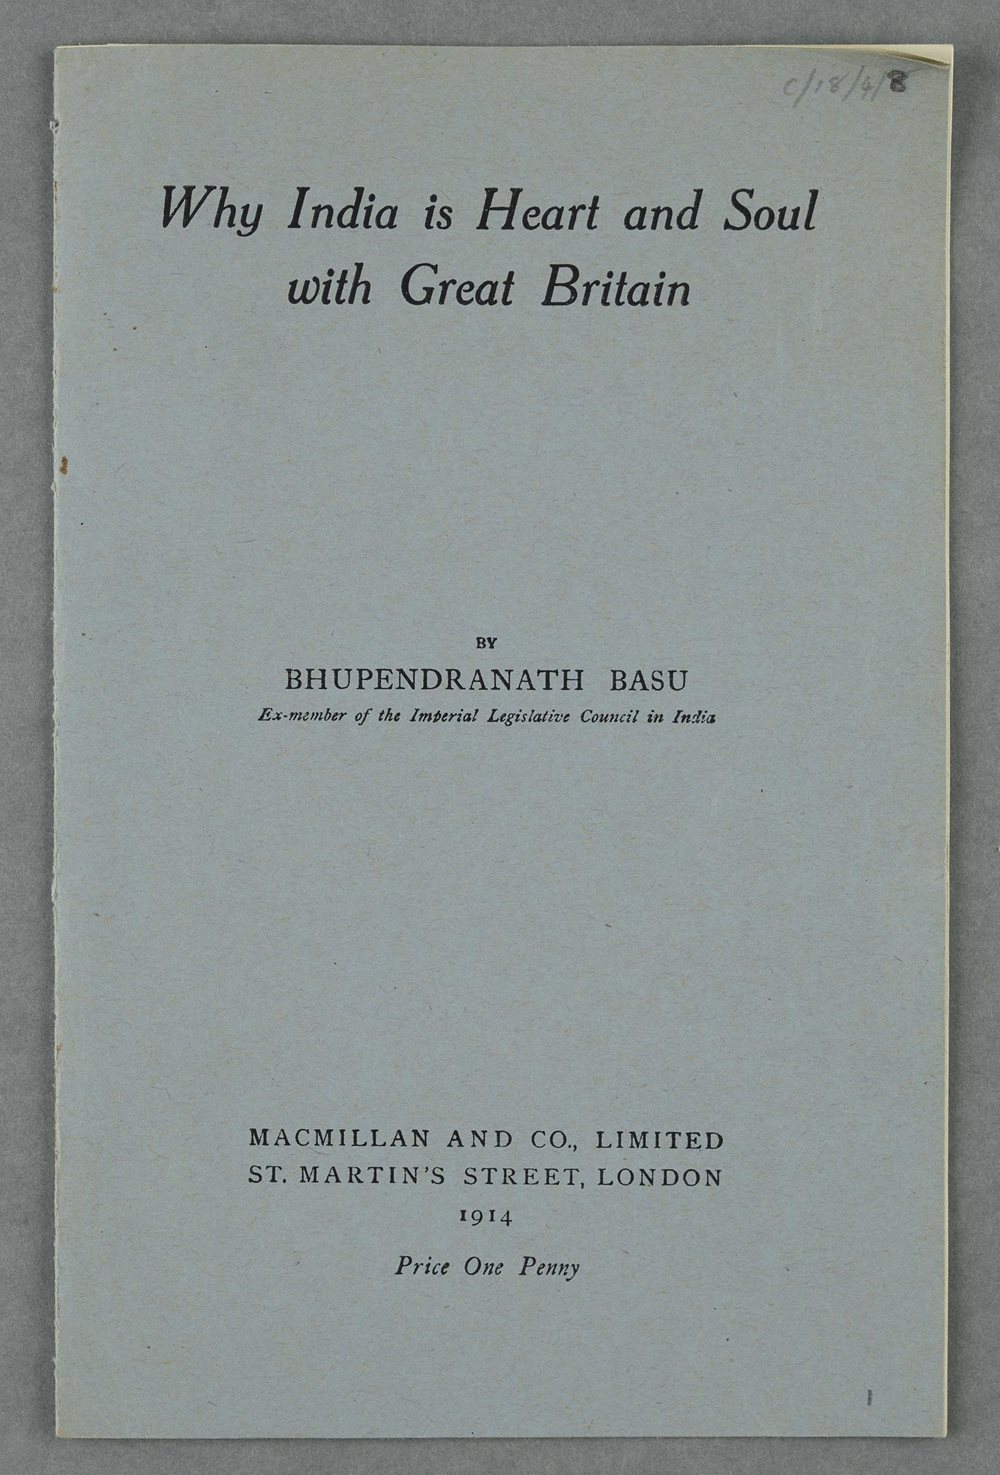 C/18/4/8
Why India is Heart and Soul
with Great Britain
BY
BHUPENDRANATH BASU
Ex-member of the Imperial Legislative Council in India
MACMILLAN AND CO., LIMITED
ST. MARTIN'S STREET, LONDON
1914
Price One Penny
1